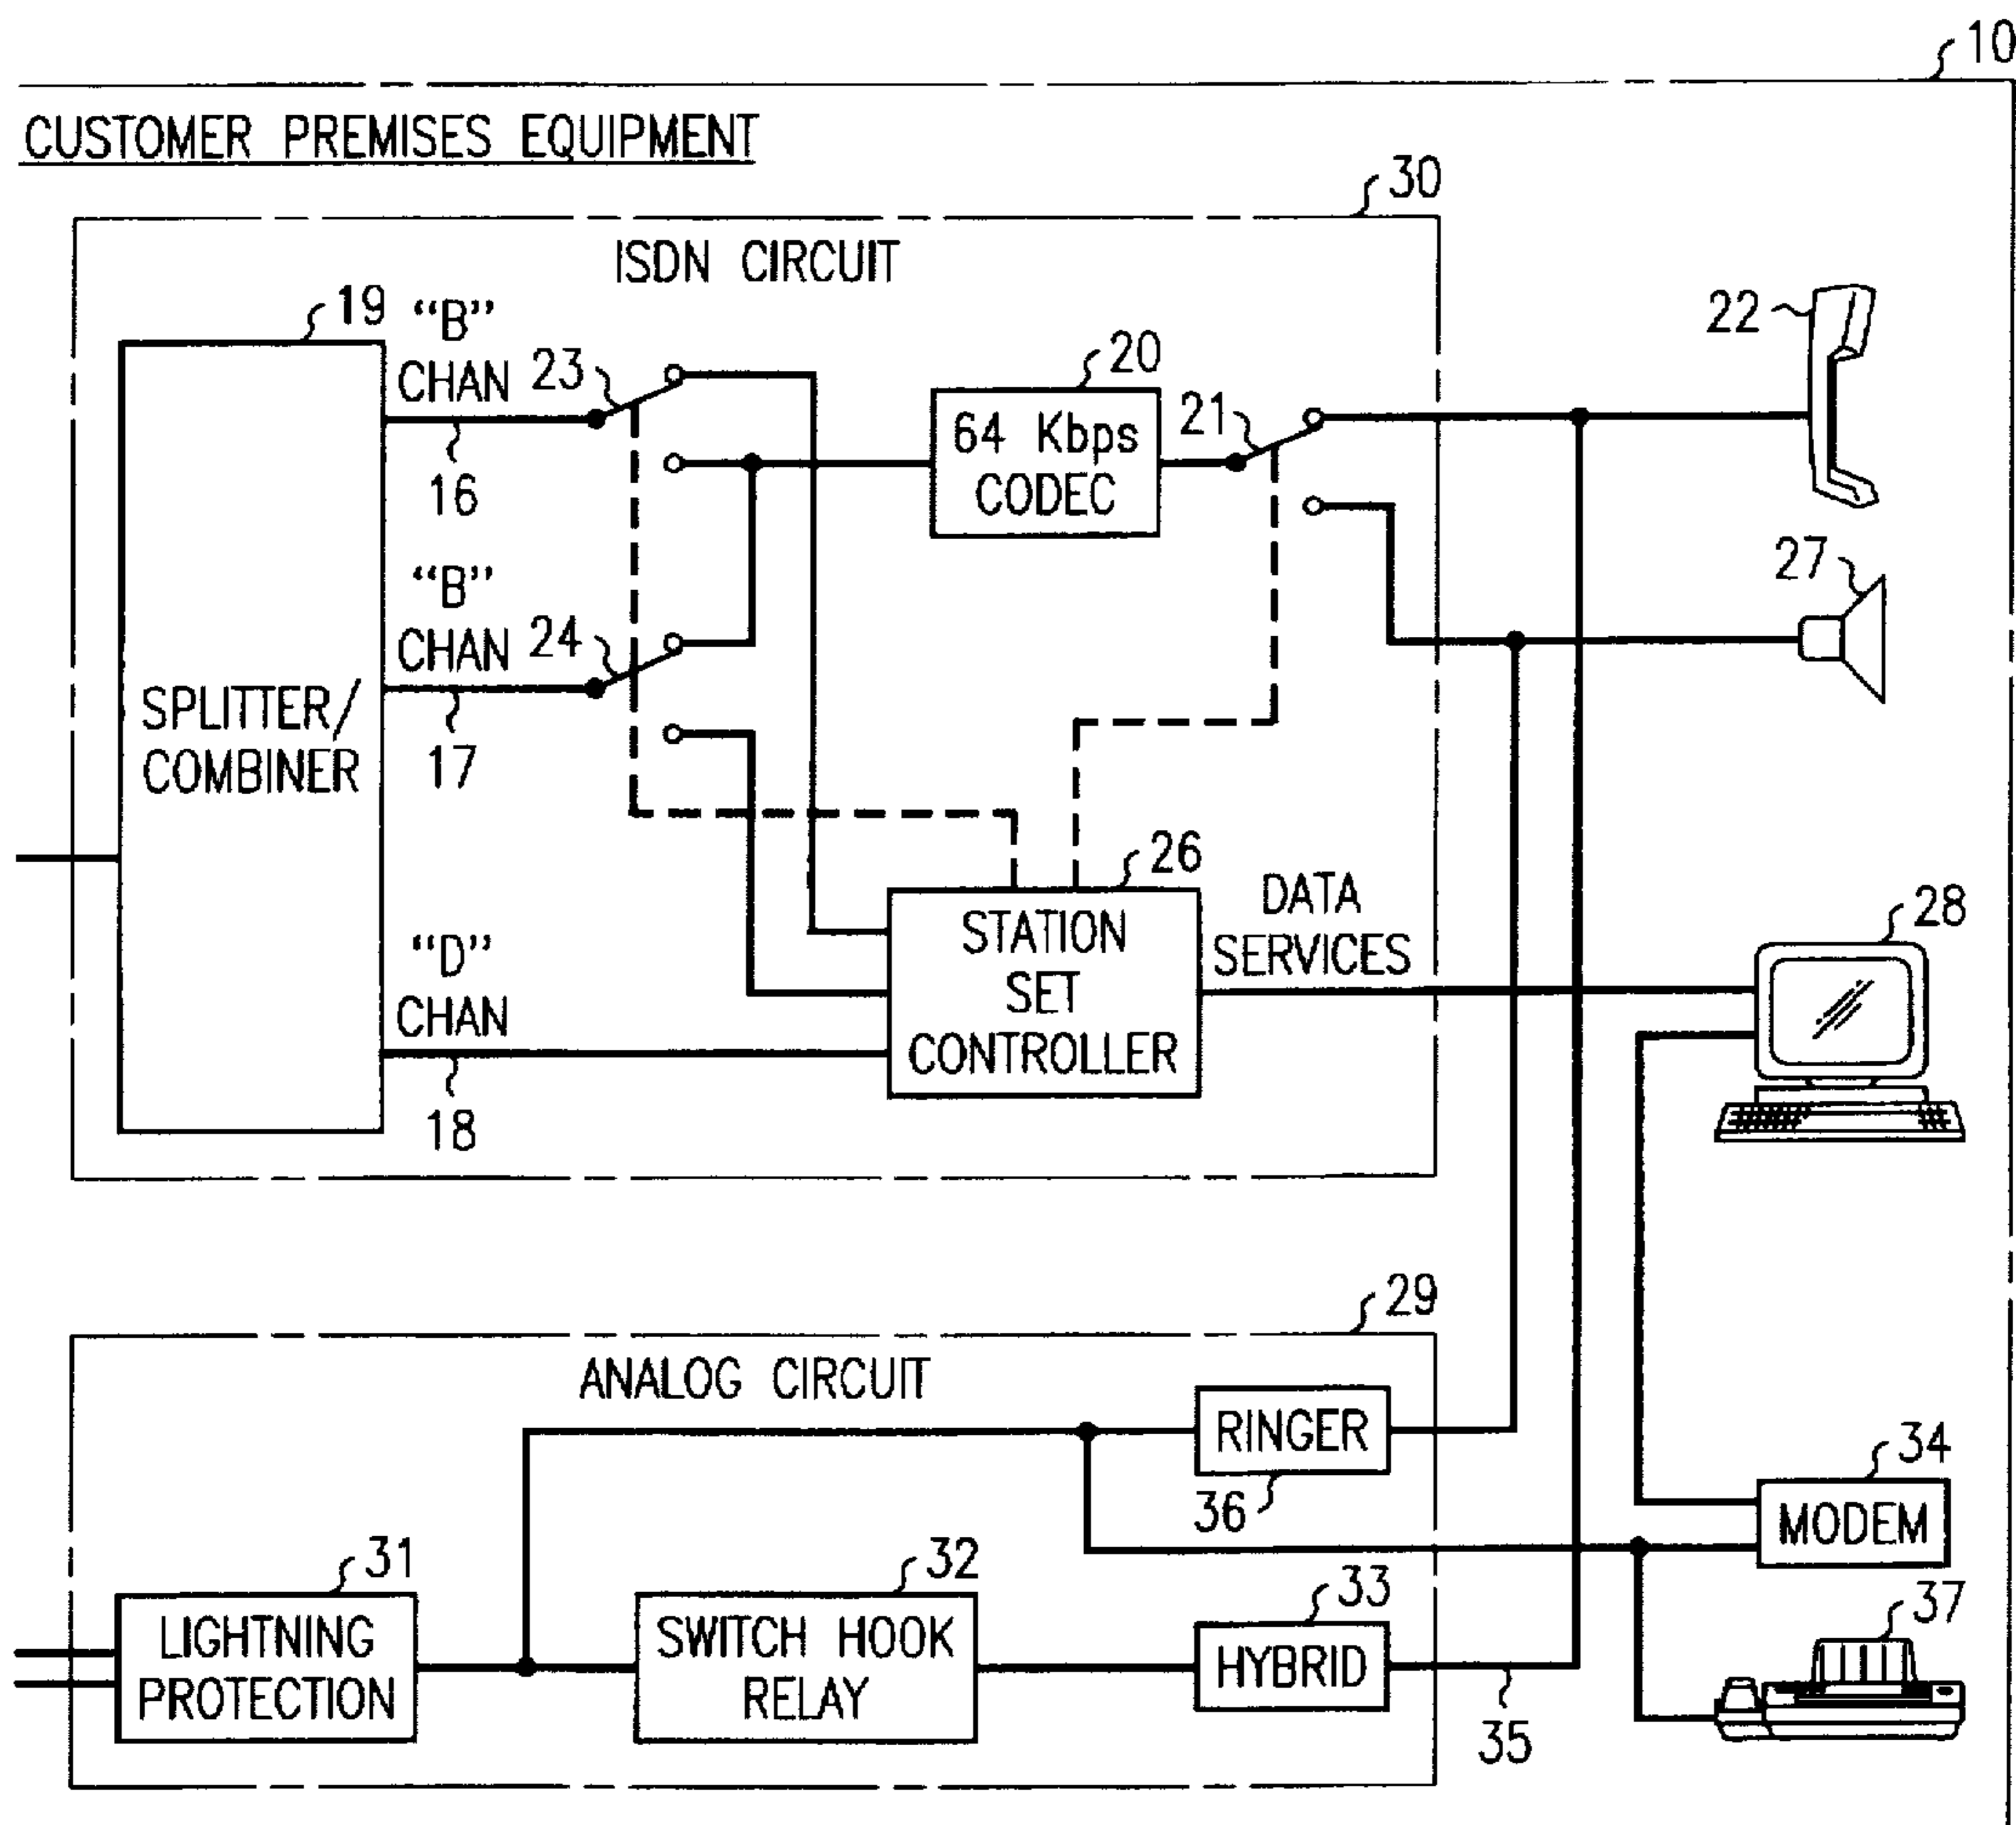 10
CUSTOMER PREMISES EQUIPMENT
30
ISDN CIRCUIT
19
"B"
CHAN
16
23
20
64 Kbps
CODEC
21
22
27
"B"
CHAN
17
24
SPLITTER/
COMBINER
26
STATION
SET
CONTROLLER
DATA
SERVICES
28
"D"
CHAN
18
29
ANALOG CIRCUIT
RINGER
36
34
MODEM
31
LIGHTNING
PROTECTION
32
SWITCH HOOK
RELAY
33
HYBRID
35
37